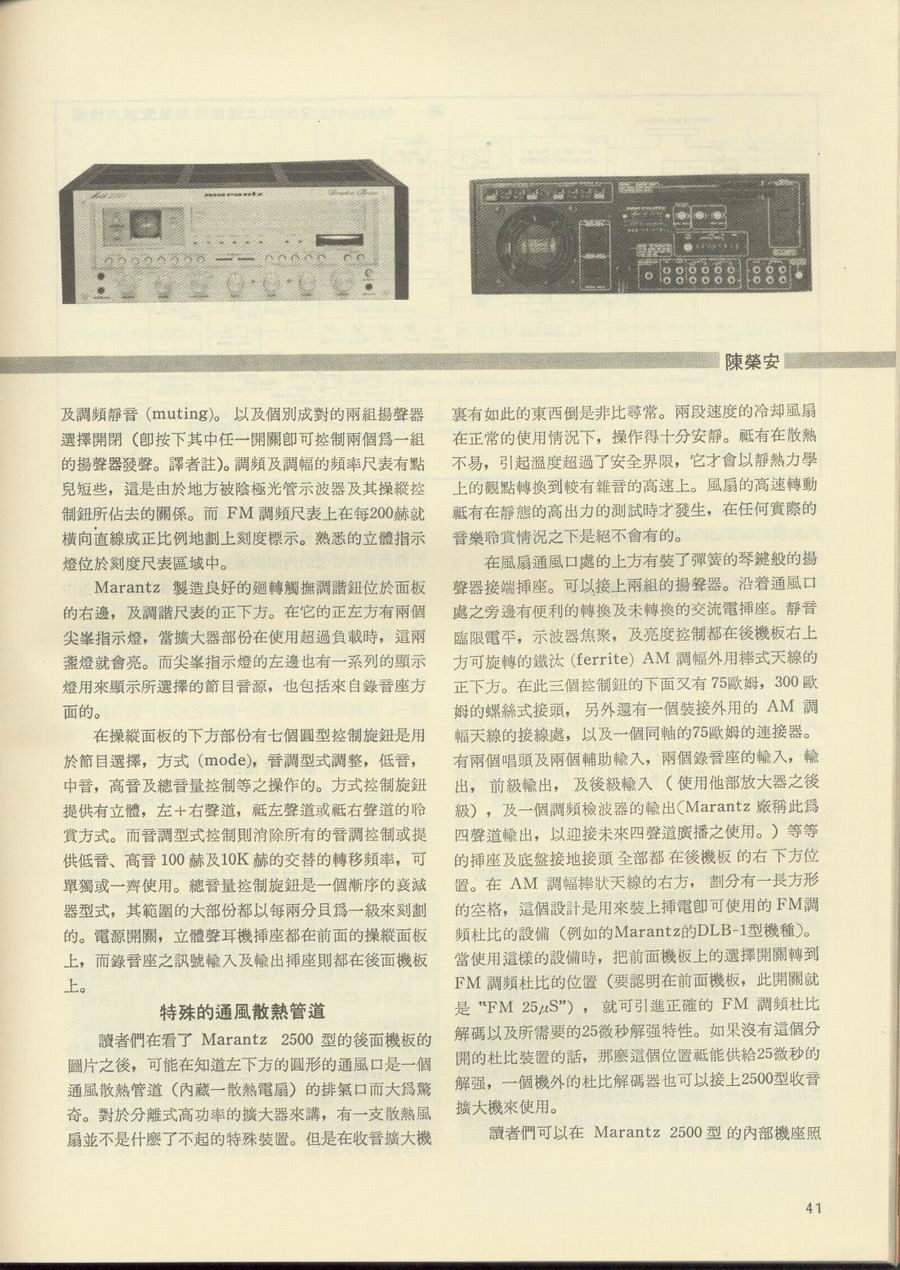 Model 2500
marantz
陳榮安
及調頻靜音 (muting)。 以及個別成對的兩組揚聲器
選擇開閉（卽按下其中任一開關卽可控制兩個爲一組
的揚聲器發聲。譯者註）。調頻及調幅的頻率尺表有點
兒短些，這是由於地方被陰極光管示波器及其操縱控
制鈕所佔去的關係。而 FM 調頻尺表上在每200赫就
橫向直線成正比例地劃上刻度標示。熟悉的立體指示
燈位於刻度尺表區域中。
Marantz 製造良好的廻轉觸撫調諧鈕位於面板
的右邊，及調諧尺表的正下方。在它的正左方有兩個
尖峯指示燈，當擴大器部份在使用超過負載時，這兩
盞燈就會亮。而尖峯指示燈的左邊也有一系列的顯示
燈用來顯示所選擇的節目音源，也包括來自錄音座方
面的。
在操縱面板的下方部份有七個圓型控制旋鈕是用
於節目選擇，方式 (mode)，音調型式調整，低音，
中音，高音及總音量控制等之操作的。方式控制旋鈕
提供有立體，左＋右聲道，祗左聲道或祗右聲道的聆
賞方式。而音調型式控制則消除所有的音調控制或提
供低音、高音 100 赫及10K 赫的交替的轉移頻率，可
單獨或一齊使用。總音量控制旋鈕是一個漸序的衰減
器型式，其範圍的大部份都以每兩分貝爲一級來刻劃
的。電源開關，立體聲耳機挿座都在前面的操縱面板
上，而錄音座之訊號輸入及輸出挿座則都在後面機板
上。
特殊的通風散熱管道
讀者們在看了 Marantz 2500 型的後面機板的
圖片之後，可能在知道左下方的圓形的通風口是一個
通風散熱管道（內藏一散熱電扇）的排氣口而大爲驚
奇。對於分離式高功率的擴大器來講，有一支散熱風
扇並不是什麼了不起的特殊裝置。但是在收音擴大機
裏有如此的東西倒是非比尋常。兩段速度的冷却風扇
在正常的使用情況下，操作得十分安靜。祗有在散熱
不易，引起溫度超過了安全界限，它才會以靜熱力學
上的觀點轉換到較有雜音的高速上。風扇的高速轉動
祗有在靜態的高出力的測試時才發生，在任何實際的
音樂聆賞情況之下是絕不會有的。
在風扇通風口處的上方有裝了彈簧的琴鍵般的揚
聲器接端挿座。可以接上兩組的揚聲器。沿着通風口
處之旁邊有便利的轉換及未轉換的交流電挿座。靜音
臨限電平，示波器焦聚，及亮度控制都在後機板右上
方可旋轉的鐵汰 (ferrite) AM 調幅外用棒式天線的
正下方。在此三個控制鈕的下面又有 75歐姆，300 歐
姆的螺絲式接頭， 另外還有一個裝接外用的 AM 調
幅天線的接線處，以及一個同軸的75歐姆的連接器。
有兩個唱頭及兩個輔助輸入，兩個錄音座的輸入，輸
出， 前級輸出， 及後級輸入 （ 使用他部放大器之後
級），及一個調頻檢波器的輸出(Marantz 廠稱此爲
四聲道輸出，以迎接未來四聲道廣播之使用。）等等
的挿座及底盤接地接頭 全部都 在後機板 的右 下方位
置。在 AM 調幅棒狀天線的右方， 劃分有一長方形
的空格，這個設計是用來裝上挿電卽可使用的 FM調
頻杜比的設備（例如的Marantz的DLB-1型機種)。
當使用這樣的設備時，把前面機板上的選擇開關轉到
FM 調頻杜比的位置（要認明在前面機板，此開關就
是 “FM 25μS”） ， 就可引進正確的 FM 調頻杜比
解碼以及所需要的25微秒解强特性。如果沒有這個分
開的杜比裝置的話，那麼這個位置祗能供給25微秒的
解强，一個機外的杜比解碼器也可以接上2500型收音
擴大機來使用。
讀者們可以在 Marantz 2500 型 的內部機座照
41